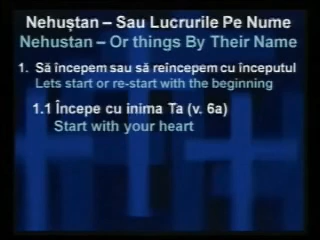 Nehuștan – Sau Lucrurile Pe Nume
Nehustan – Or things By Their Name
1. Să începem sau să reîncepem cu începutul
Lets start or re-start with the beginning
1.1 Începe cu inima Ta (v. 6a)
Start with your heart